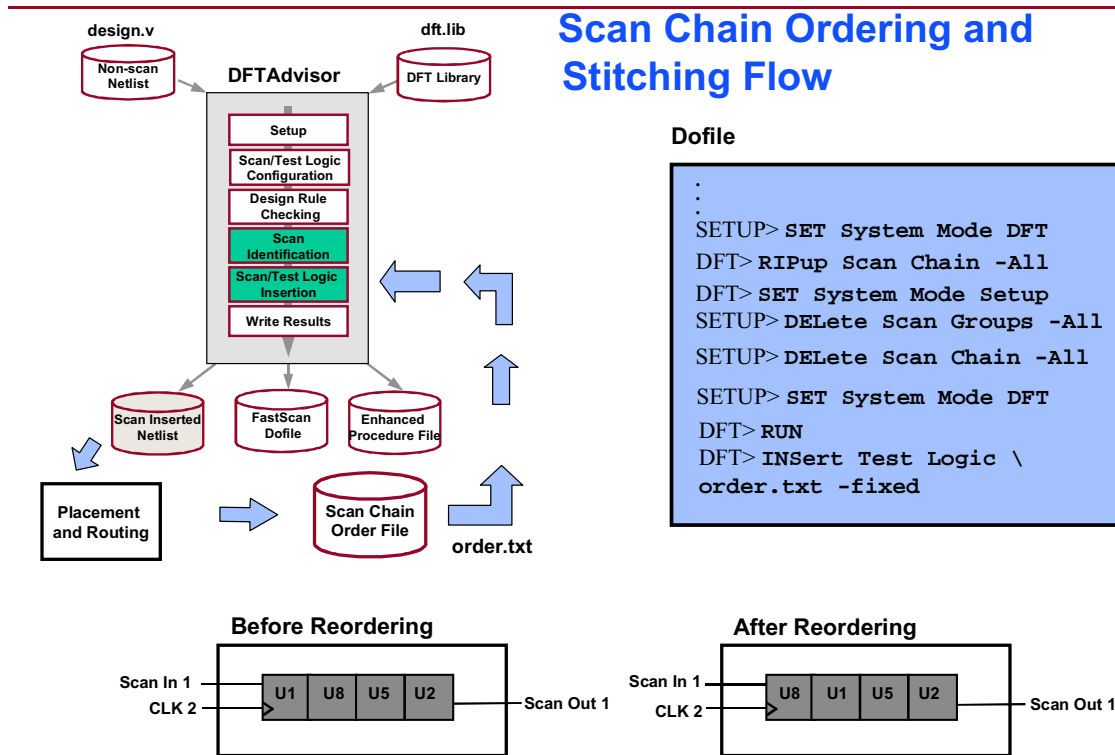 Scan Chain Ordering and
Stitching Flow
design.v
dft.lib
Non-scan
Netlist
DFTAdvisor
DFT Library
Setup
Scan/Test Logic
Configuration
Design Rule
Checking
Scan
Identification
Scan/Test Logic
Insertion
Write Results
Scan Inserted
Netlist
FastScan
Dofile
Enhanced
Procedure File
Placement
and Routing
Scan Chain
Order File
order.txt
Dofile
.
.
.
SETUP> SET System Mode DFT
DFT> RIPup Scan Chain -All
DFT> SET System Mode Setup
SETUP> DELete Scan Groups -All
SETUP> DELete Scan Chain -All
SETUP> SET System Mode DFT
DFT> RUN
DFT> INSert Test Logic \
order.txt -fixed
Before Reordering
Scan In 1
CLK 2
U1 U8 U5 U2
Scan Out 1
After Reordering
Scan In 1
CLK 2
U8 U1 U5 U2
Scan Out 1